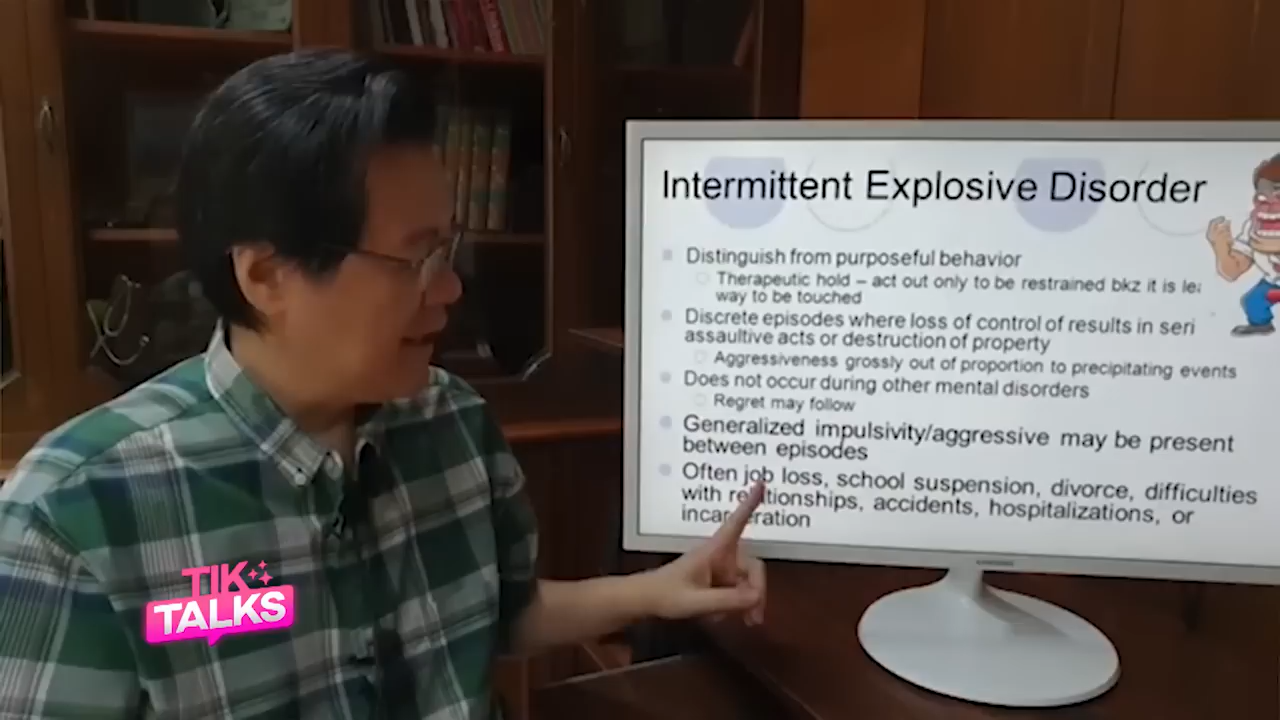 Intermittent Explosive Disorder
Distinguish from purposeful behavior
Therapeutic hold – act out only to be restrained bkz it is
way to be touched
Discrete episodes where loss of control of results in
assaultive acts or destruction of property
Aggressiveness grossly out of proportion to precipitating events
Does not occur during other mental disorders
Regret may follow
Generalized impulsivity/aggressive may be present
between episodes
Often job loss, school suspension, divorce, difficulties
with relationships, accidents, hospitalizations, or
incarceration
TIK
TALKS